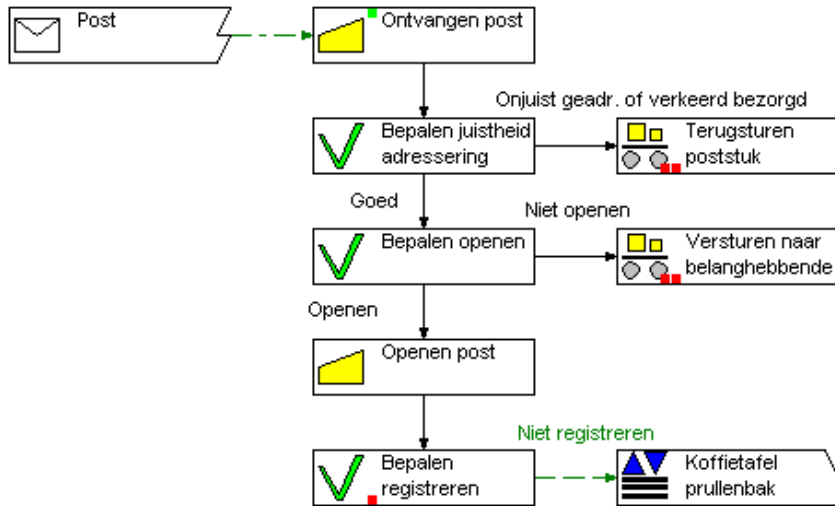 Post
Ontvangen post
Onjuist geadr. of verkeerd bezorgd
Bepalen juistheid
adressering
Terugsturen
poststuk
Goed
Niet openen
Bepalen openen
Versturen naar
belanghebbende
Openen
Openen post
Niet registreren
Bepalen
registreren
Koffietafel
prullenbak